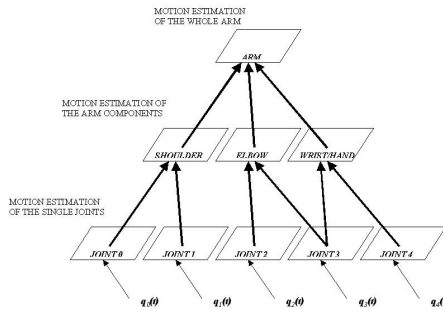 MOTION ESTIMATION
OF THE WHOLE ARM
ARM
MOTION ESTIMATION OF
THE ARM COMPONENTS
SHOULDER
ELBOW
WRIST/HAND
MOTION ESTIMATION
OF THE SINGLE JOINTS
JOINT 0
JOINT 1
JOINT 2
JOINT 3
JOINT 4
q₀(t)
q₁(t)
q₂(t)
q₃(t)
q₄(t)